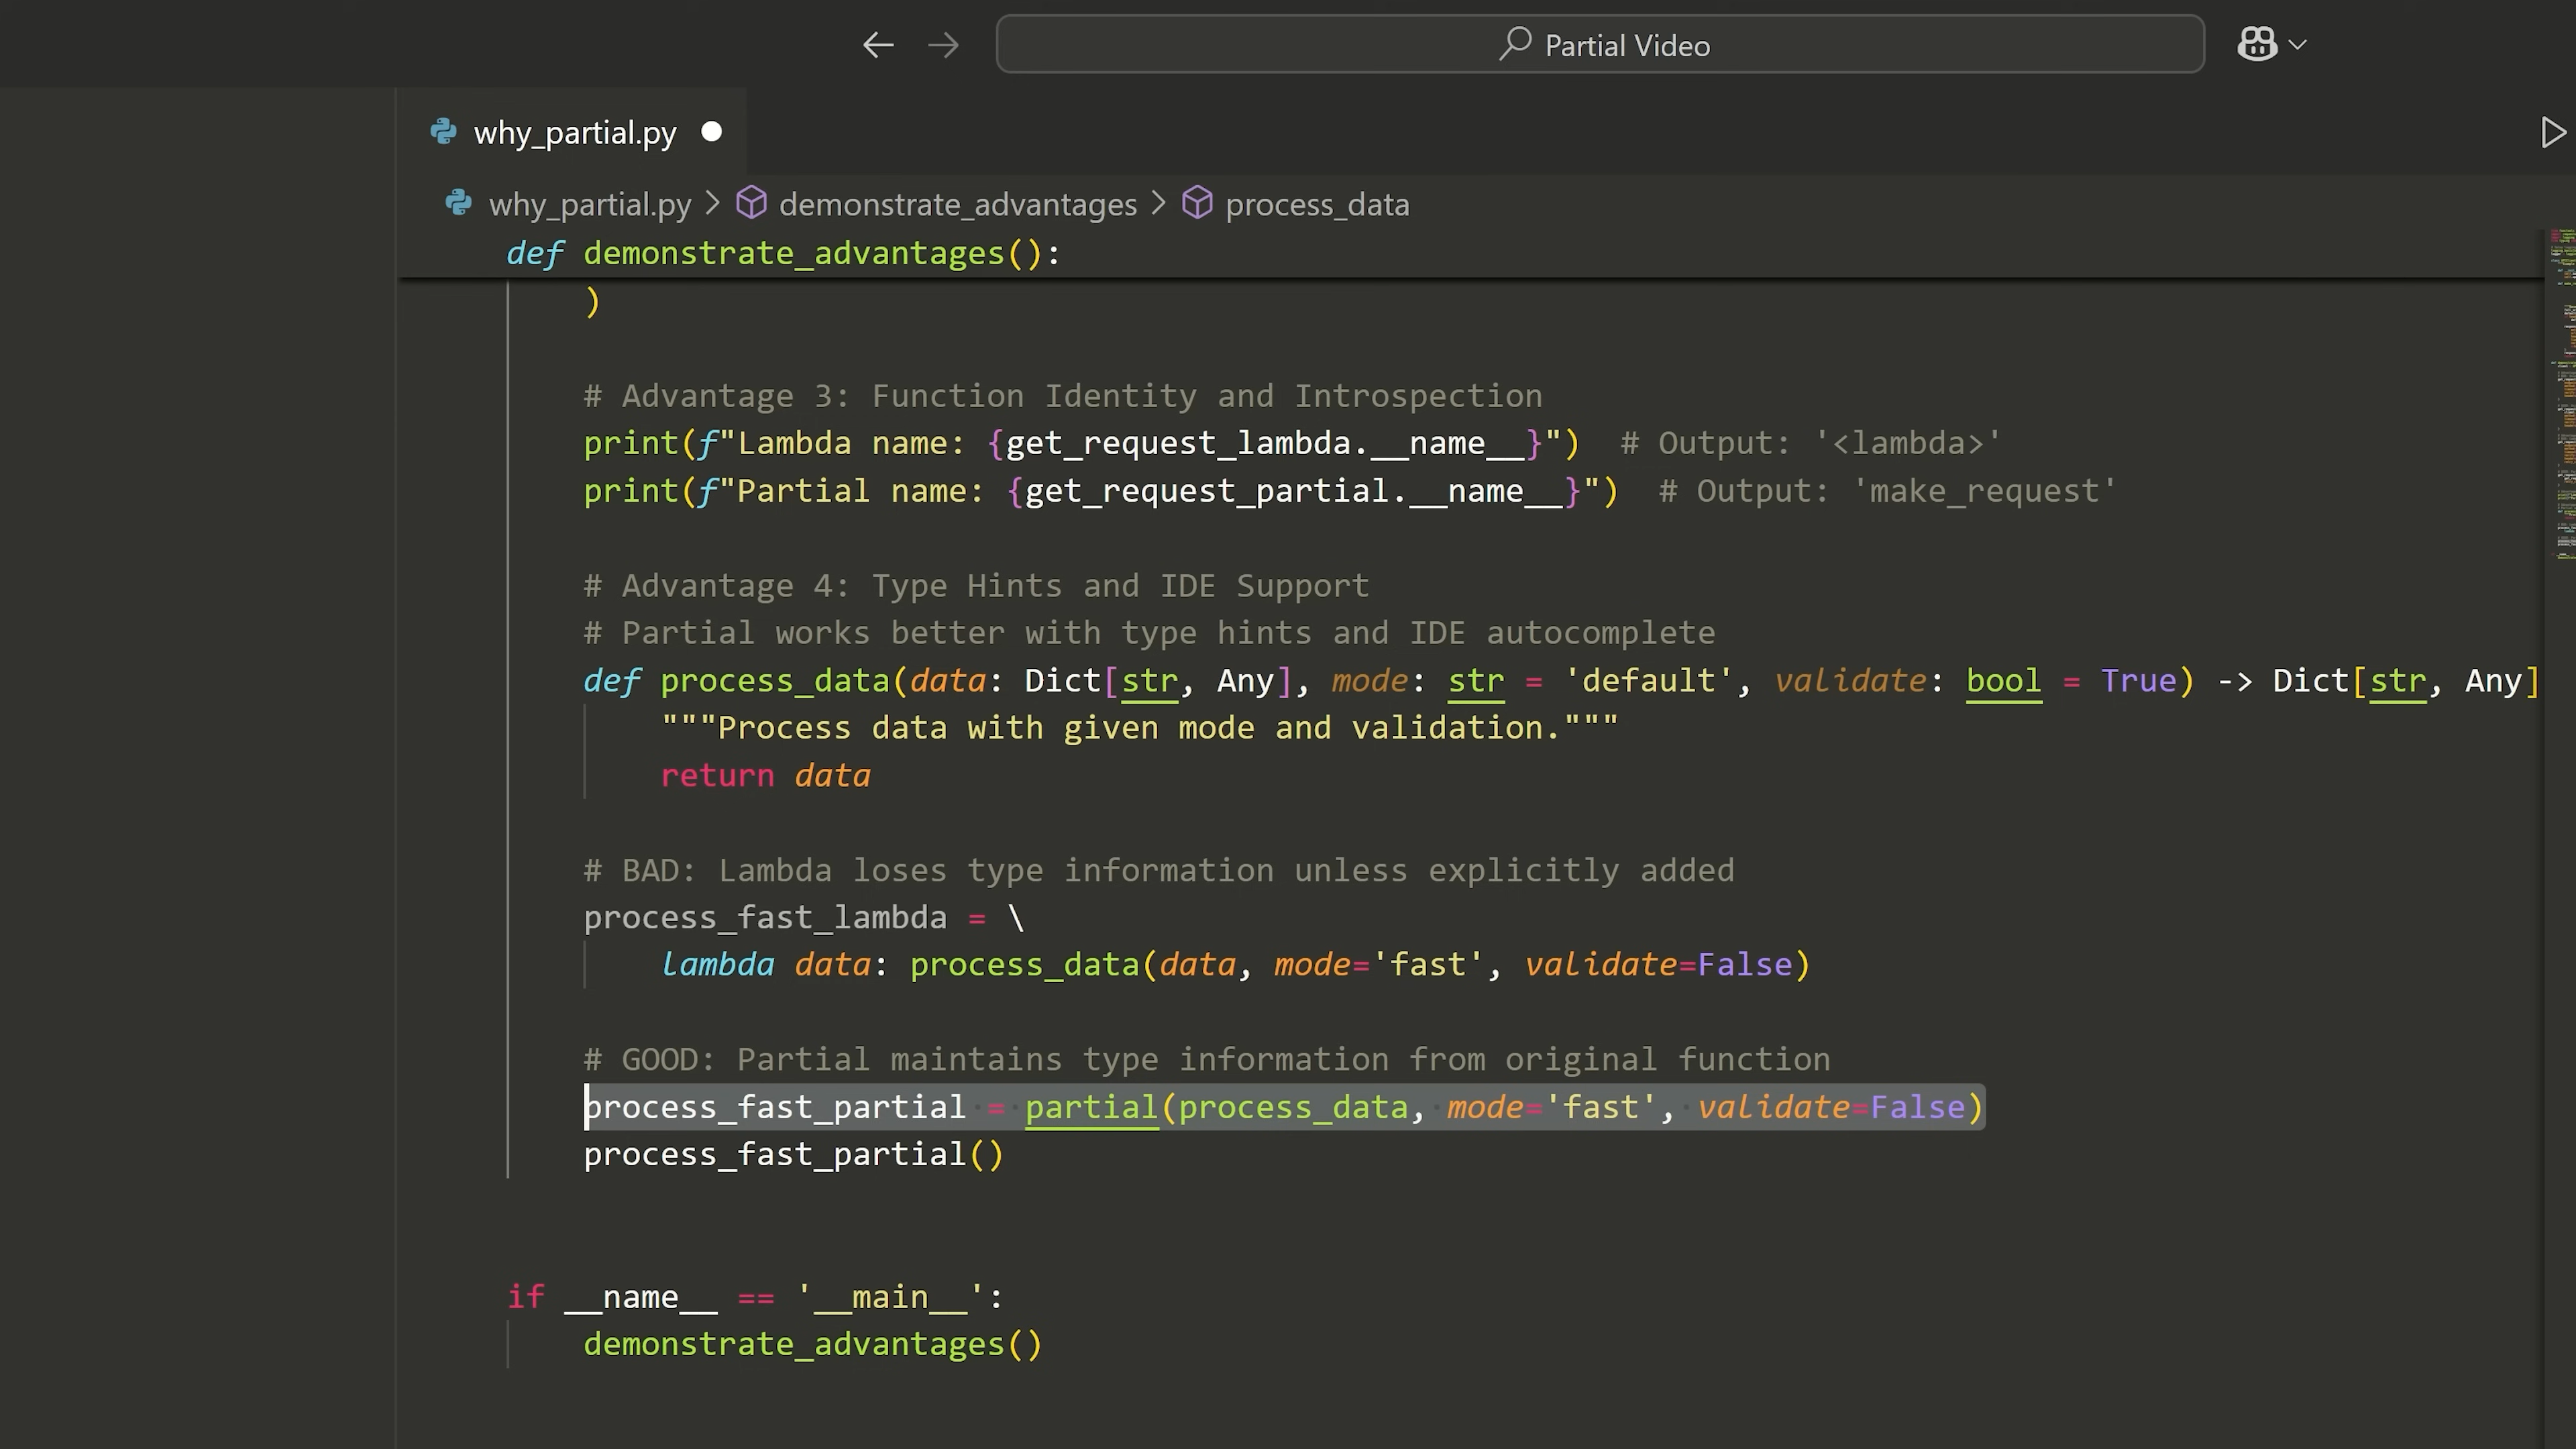 Partial Video
why_partial.py
why_partial.py > demonstrate_advantages > process_data
def demonstrate_advantages():
)
# Advantage 3: Function Identity and Introspection
print(f"Lambda name: {get_request_lambda.__name__}")  # Output: '<lambda>'
print(f"Partial name: {get_request_partial.__name__}")  # Output: 'make_request'
# Advantage 4: Type Hints and IDE Support
# Partial works better with type hints and IDE autocomplete
def process_data(data: Dict[str, Any], mode: str = 'default', validate: bool = True) -> Dict[str, Any]
"""Process data with given mode and validation."""
return data
# BAD: Lambda loses type information unless explicitly added
process_fast_lambda = \
lambda data: process_data(data, mode='fast', validate=False)
# GOOD: Partial maintains type information from original function
process_fast_partial = partial(process_data, mode='fast', validate=False)
process_fast_partial()
if __name__ == '__main__':
demonstrate_advantages()